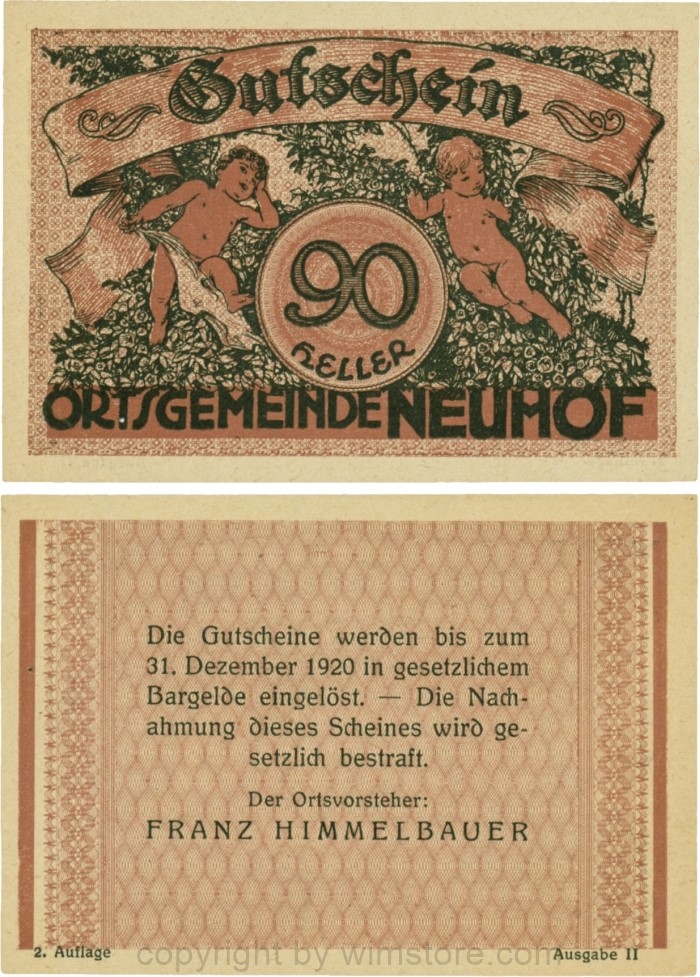 Gutschein
90
HELLER
ORTSGEMEINDE NEUHOF
Die Gutscheine werden bis zum
31. Dezember 1920 in gesetzlichem
Bargelde eingelöst. — Die Nach-
ahmung dieses Scheines wird ge-
setzlich bestraft.
Der Ortsvorsteher:
FRANZ HIMMELBAUER
2. Auflage
Ausgabe II
copyright by wimstore.com